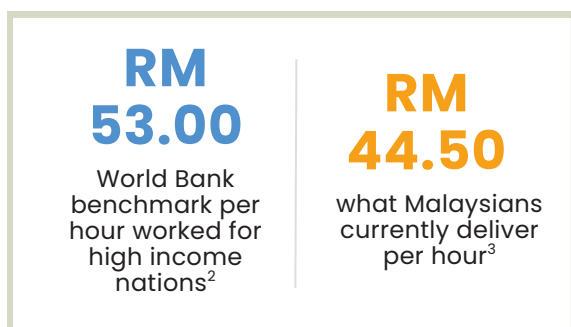 RM
53.00
World Bank
benchmark per
hour worked for
high income
nations²
RM
44.50
what Malaysians
currently deliver
per hour³